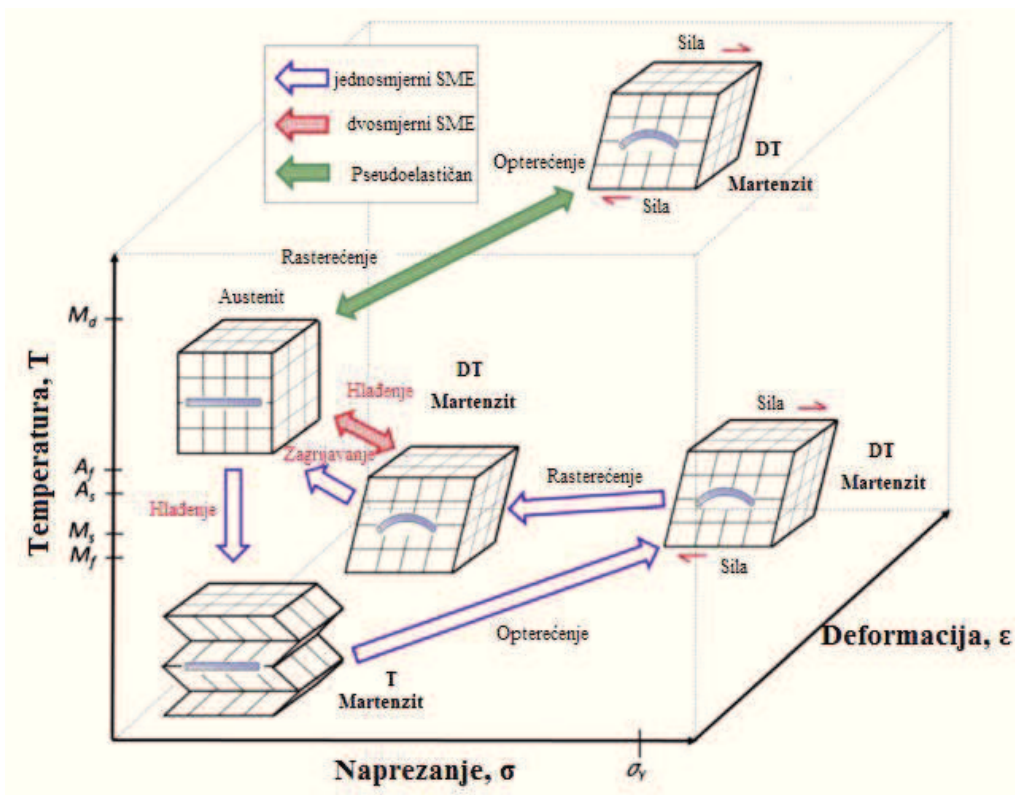 jednosmjerni SME
dvosmjerni SME
Pseudoelastičan
Sila
Opterećenje
DT
Martenzit
Sila
Rasterećenje
Austenit
M_d
Temperatura, T
Hlađenje
DT
Martenzit
Zagrijavanje
Sila
DT
Martenzit
Rasterećenje
A_f
A_s
M_s
M_f
Hlađenje
Sila
Opterećenje
Deformacija, ε
T
Martenzit
Naprezanje, σ
σ_Y